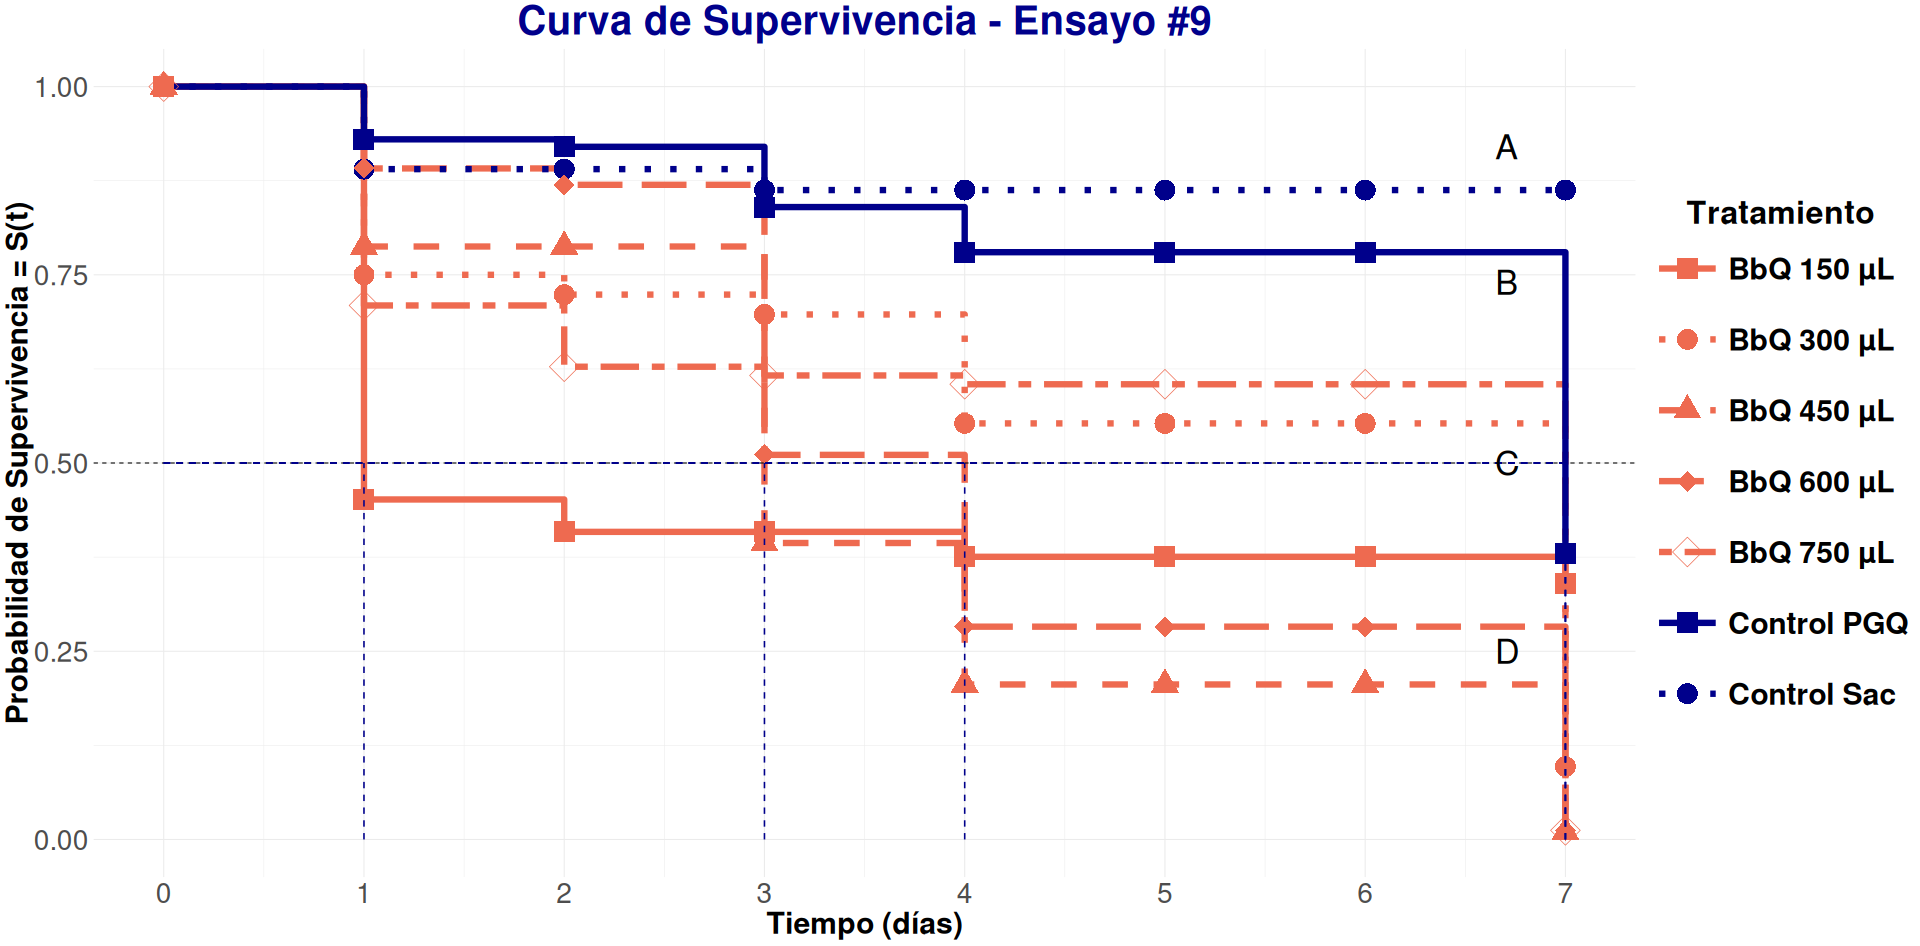 Curva de Supervivencia - Ensayo #9
Probabilidad de Supervivencia = S(t)
1.00
0.75
0.50
0.25
0.00
A
B
C
D
0 1 2 3 4 5 6 7
Tiempo (días)
Tratamiento
BbQ 150 µL
BbQ 300 µL
BbQ 450 µL
BbQ 600 µL
BbQ 750 µL
Control PGQ
Control Sac